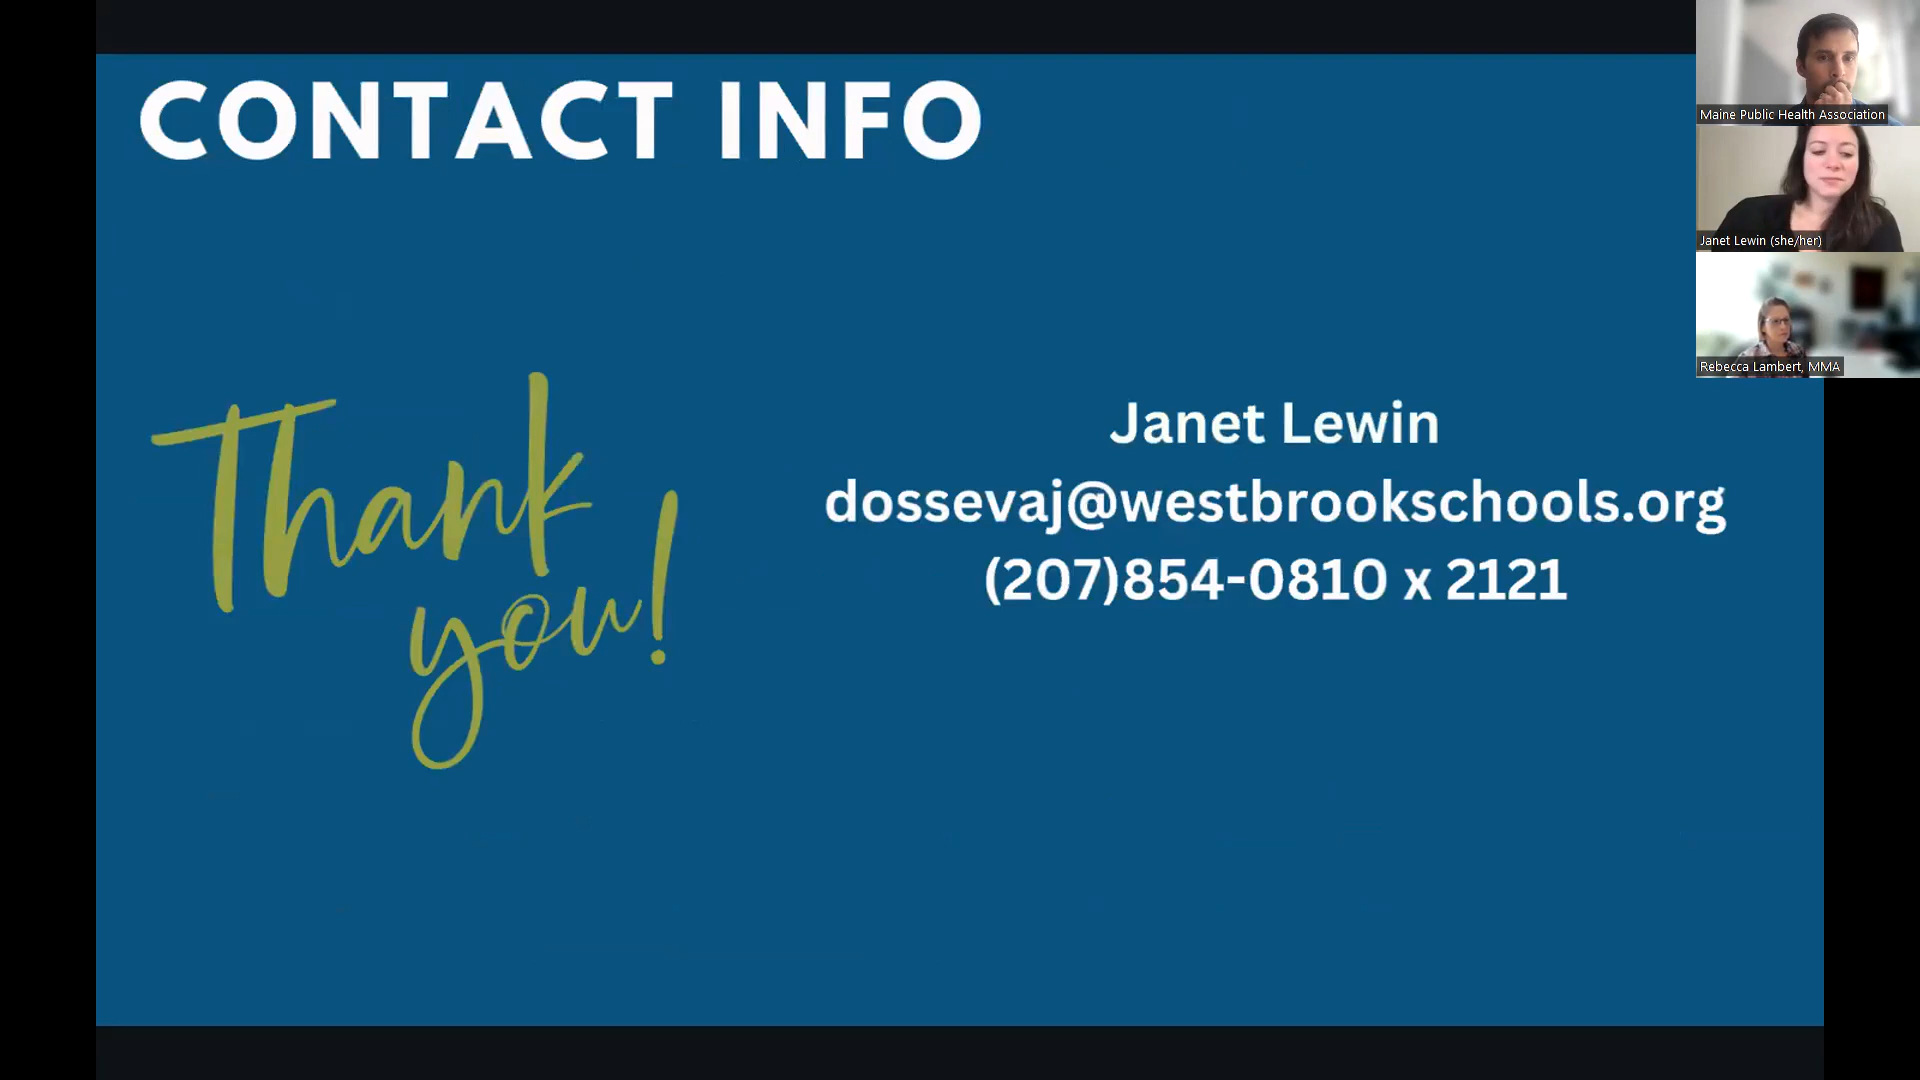 CONTACT INFO
Thank
you!
Janet Lewin
dossevaj@westbrookschools.org
(207)854-0810 x 2121
Maine Public Health Association
Janet Lewin (she/her)
Rebecca Lambert, MMA